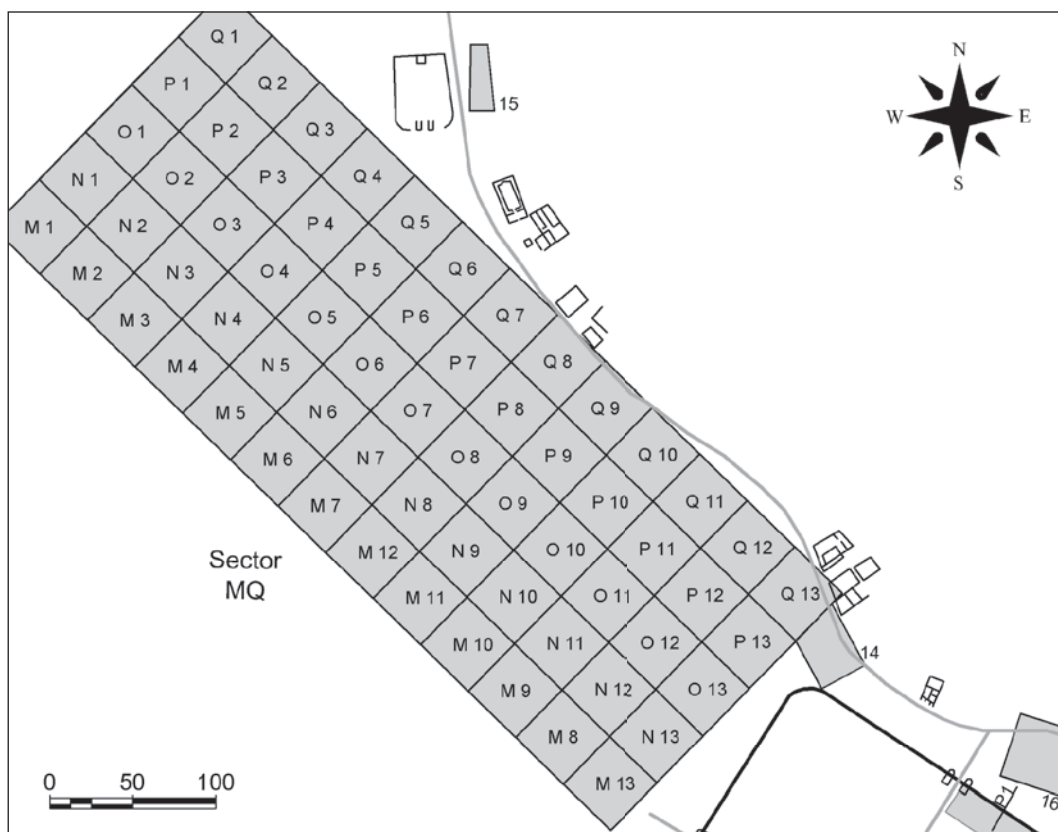 Q 1
P 1
Q 2
O 1
P 2
Q 3
N 1
O 2
P 3
Q 4
M 1
N 2
O 3
P 4
Q 5
M 2
N 3
O 4
P 5
Q 6
M 3
N 4
O 5
P 6
Q 7
M 4
N 5
O 6
P 7
Q 8
M 5
N 6
O 7
P 8
Q 9
M 6
N 7
O 8
P 9
Q 10
M 7
N 8
O 9
P 10
Q 11
M 12
N 9
O 10
P 11
Q 12
M 11
N 10
O 11
P 12
Q 13
M 10
N 11
O 12
P 13
M 9
N 12
O 13
M 8
N 13
M 13
Sector
MQ
15
14
16
P1
N
W
E
S
0
50
100